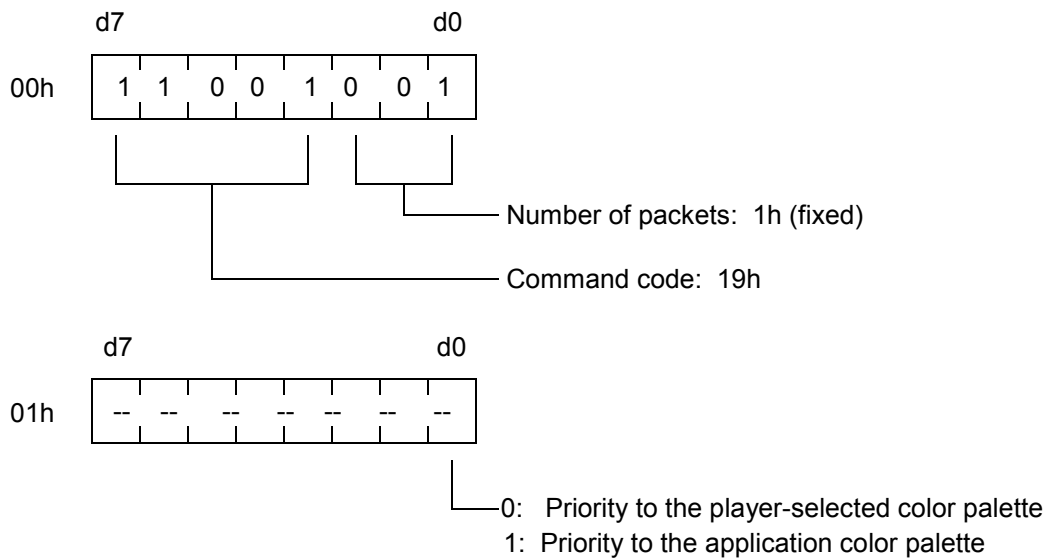 d7 d0
00h 1 1 0 0 1 0 0 1
Number of packets: 1h (fixed)
Command code: 19h
d7 d0
01h -- -- -- -- -- -- --
0: Priority to the player-selected color palette
1: Priority to the application color palette